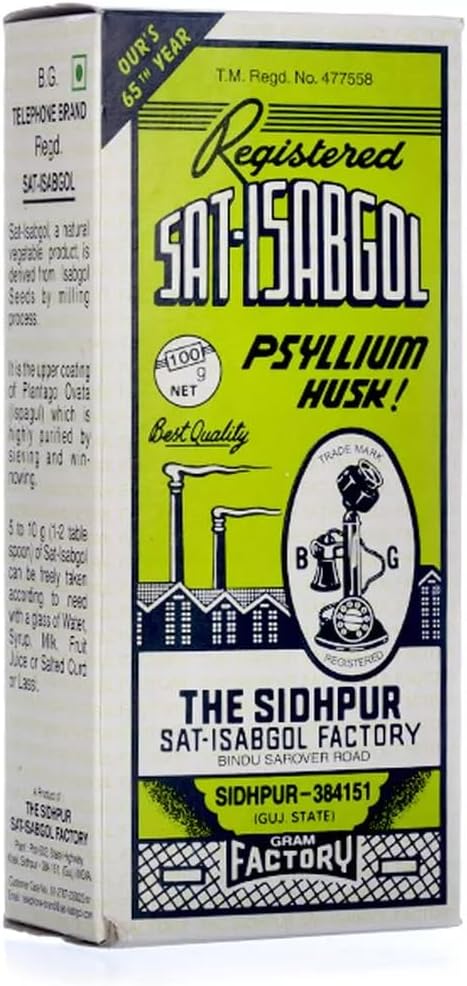 OUR'S
65TH YEAR
T.M. Regd. No. 477558
Registered
SAT-ISABGOL
100
g
NET
PSYLLIUM
HUSK!
Best Quality
TRADE MARK
B G
REGISTERED
THE SIDHPUR
SAT-ISABGOL FACTORY
BINDU SAROVER ROAD
SIDHPUR-384151
(GUJ. STATE)
GRAM
FACTORY
B.G.
TELEPHONE BRAND
Regd.
SAT-ISABGOL
Sat-Isabgol, a natural
vegetable product, is
derived from Isabgol
Seeds by milling
process.
It is the upper coating
of Plantago Ovata
(Ispagul) which is
highly purified by
sieving and win-
nowing.
5 to 10 g (1-2 table
spoon) of Sat-Isabgol
can be freely taken
according to need
with a glass of Water,
Syrup, Milk, Fruit
Juice or Salted Curd
or Lassi.
A Product of
THE SIDHPUR
SAT-ISABGOL FACTORY